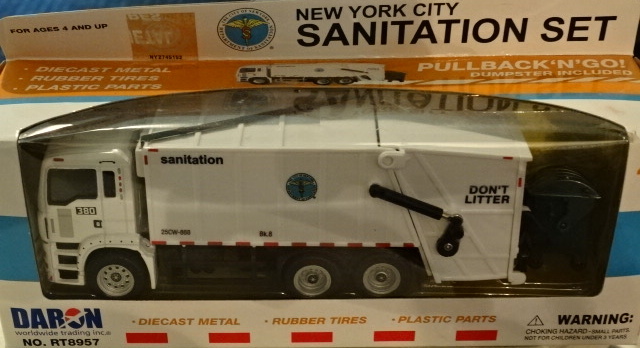 FOR AGES 4 AND UP
NEW YORK CITY
SANITATION SET
• DIECAST METAL
• RUBBER TIRES
• PLASTIC PARTS
PULLBACK'N'GO!
DUMPSTER INCLUDED
sanitation
DON'T
LITTER
380
25CW-868
DARON
worldwide trading inc.®
NO. RT8957
• DIECAST METAL • RUBBER TIRES • PLASTIC PARTS
WARNING:
CHOKING HAZARD-SMALL PARTS
NOT FOR CHILDREN UNDER 3 YEARS